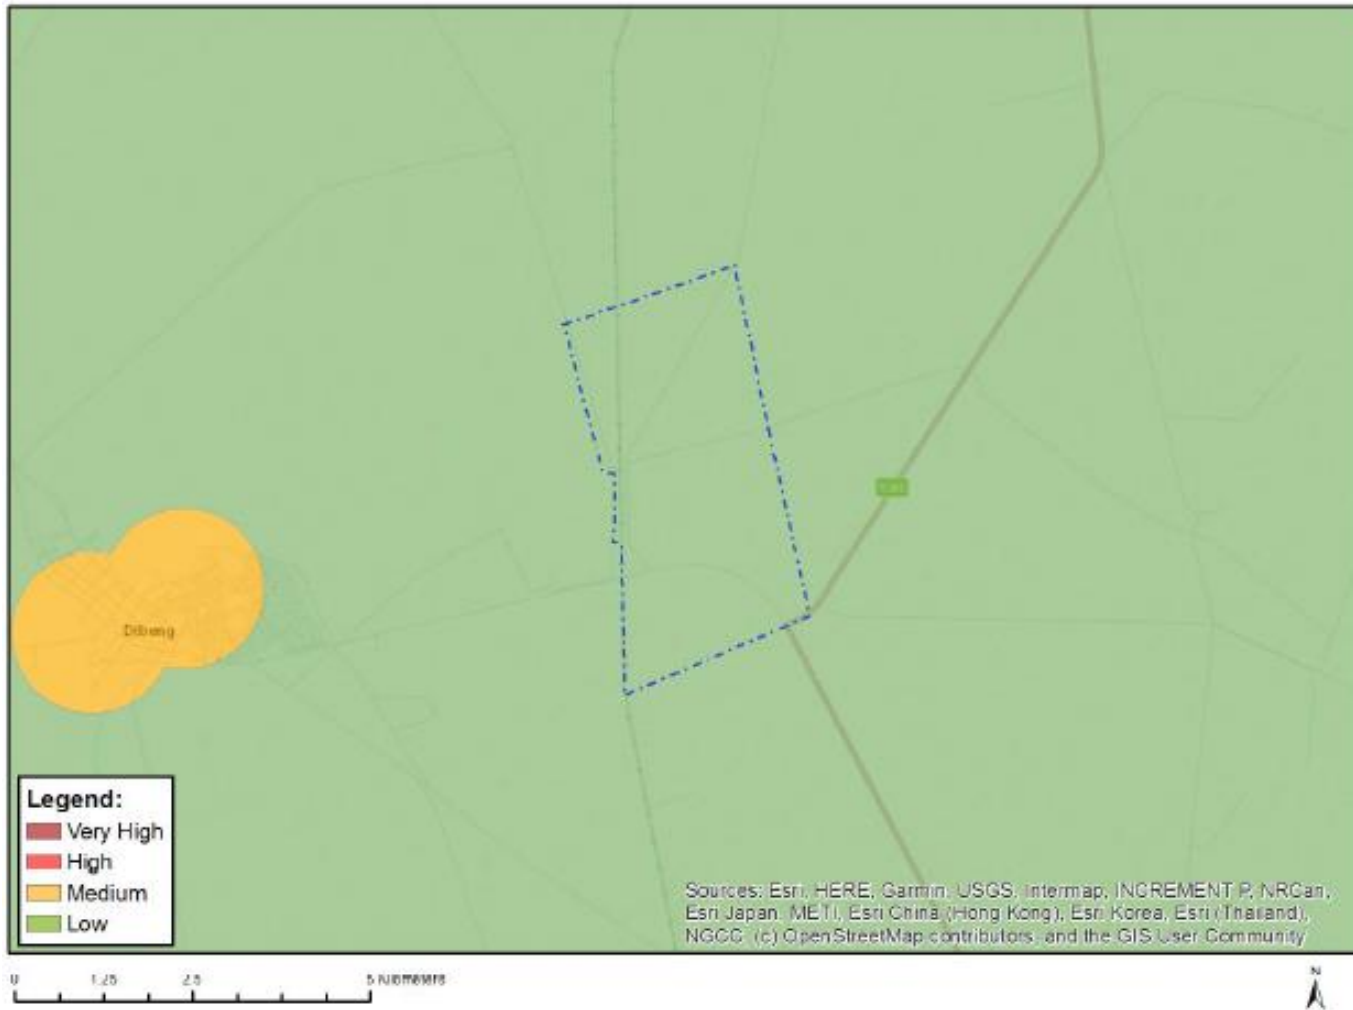 Dibeng
Legend:
Very High
High
Medium
Low
Sources: Esri, HERE, Garmin, USGS, Intermap, INCREMENT P, NRCan,
Esri Japan, METI, Esri China (Hong Kong), Esri Korea, Esri (Thailand),
NGCC, (c) OpenStreetMap contributors, and the GIS User Community
0 1.25 2.5 5 Kilometers
N